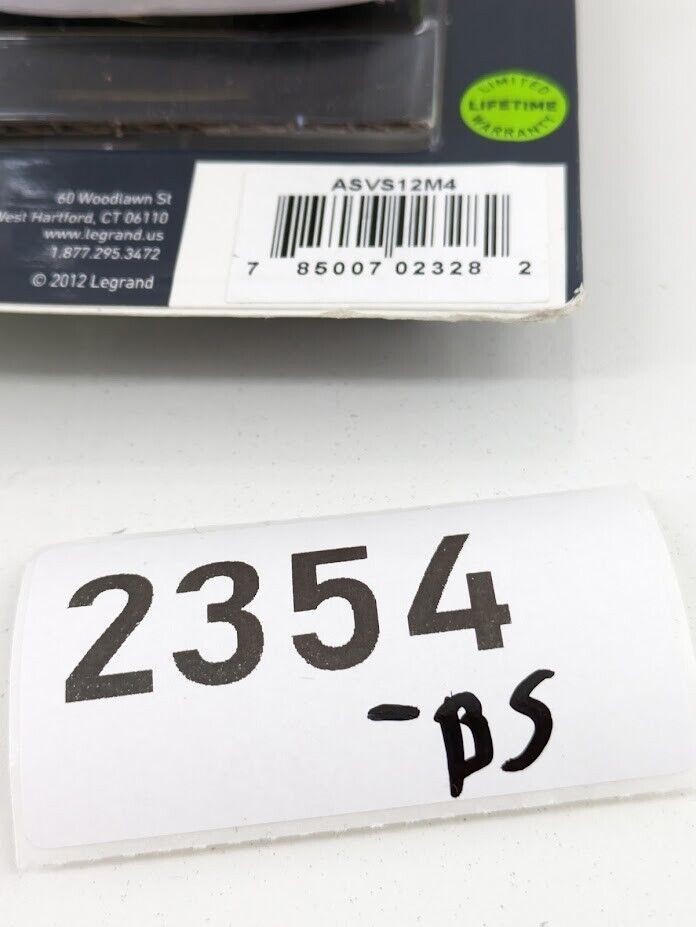 LIMITED
LIFETIME
WARRANTY
60 Woodlawn St
West Hartford, CT 06110
www.legrand.us
1.877.295.3472
© 2012 Legrand
ASVS12M4
7 85007 02328 2
2354
-BS